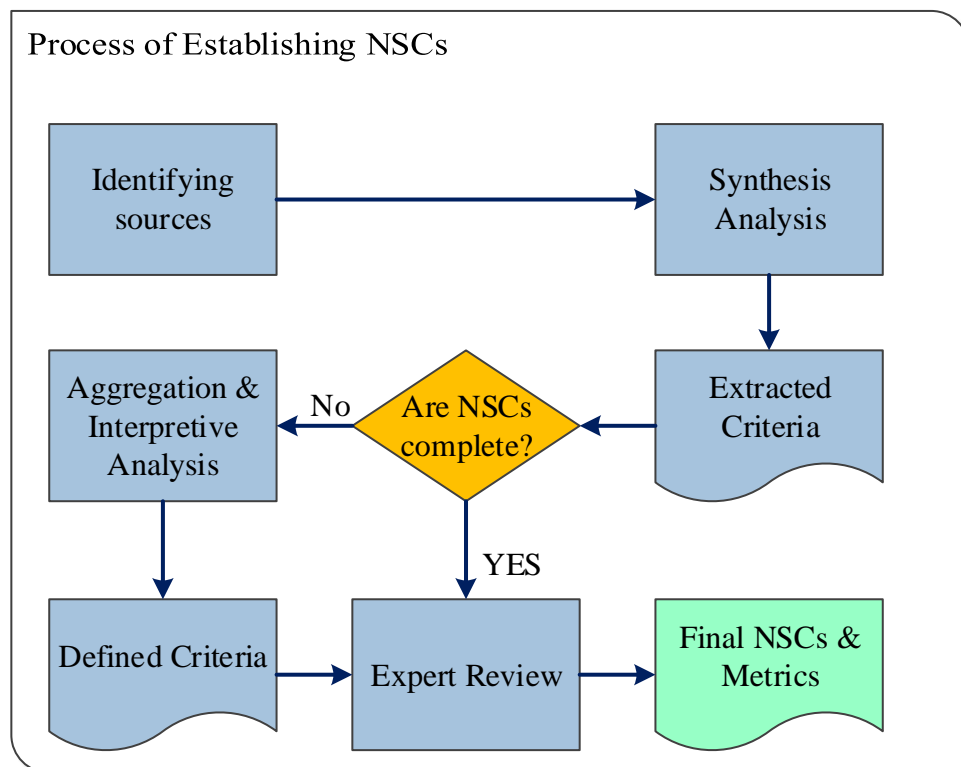 Process of Establishing NSCs
Identifying
sources
Synthesis
Analysis
Extracted
Criteria
Are NSCs
complete?
No
Aggregation &
Interpretive
Analysis
YES
Defined Criteria
Expert Review
Final NSCs &
Metrics